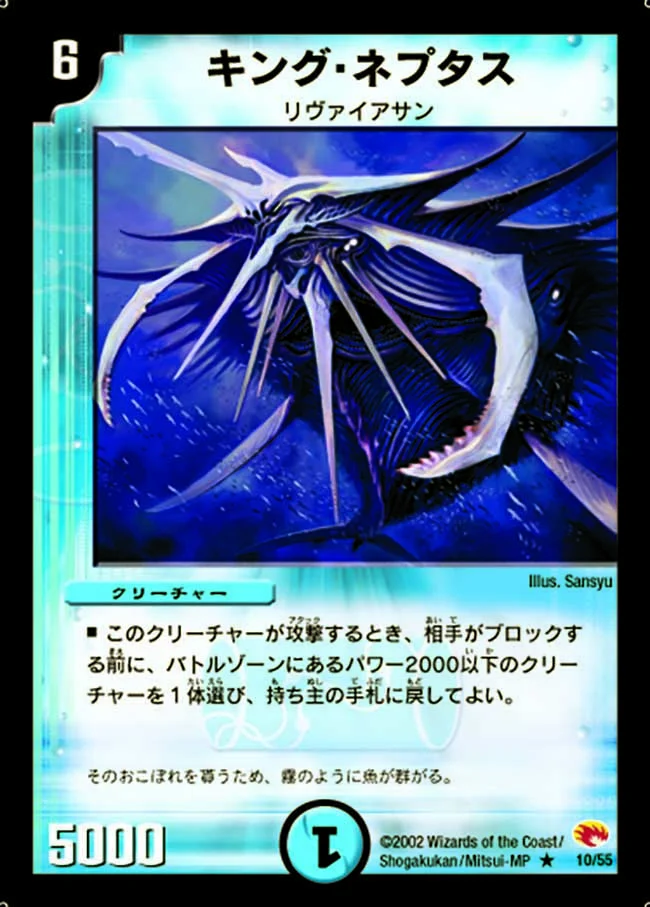 6
キング・ネプタス
リヴァイアサン
Illus. Sansyu
クリーチャー
■ このクリーチャーが攻撃するとき、相手がブロックす
る前に、バトルゾーンにあるパワー2000以下のクリー
チャーを1体選び、持ち主の手札に戻してよい。
そのおこぼれを貰うため、霧のように魚が群がる。
5000
1
©2002 Wizards of the Coast/
Shogakukan/Mitsui-MP ★ 10/55